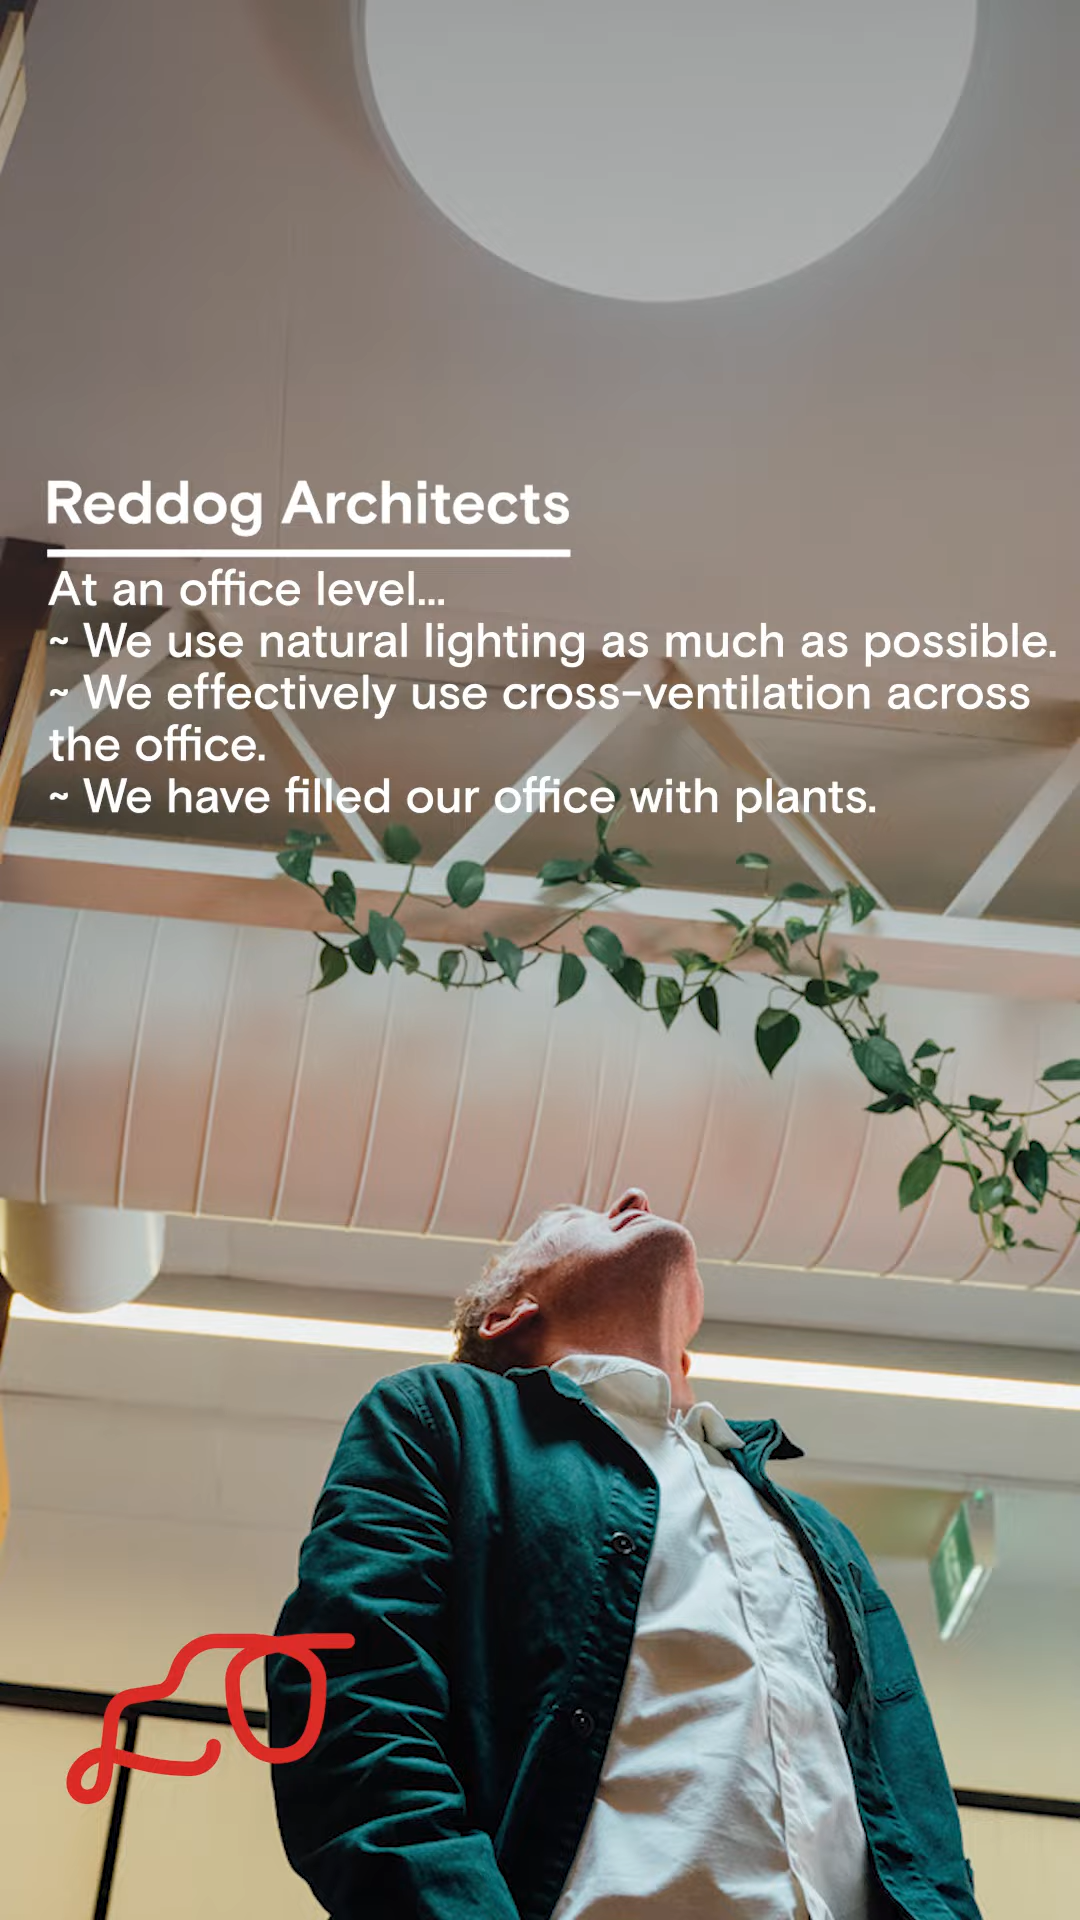 Reddog Architects
At an office level...
~ We use natural lighting as much as possible.
~ We effectively use cross-ventilation across
the office.
~ We have filled our office with plants.